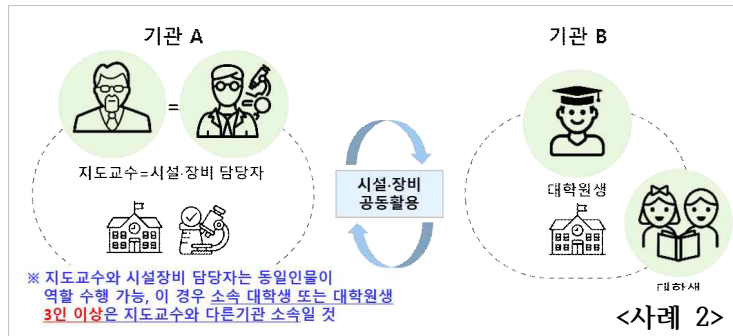 기관 A
기관 B
=
지도교수=시설·장비 담당자
시설·장비
공동활용
대학원생
대학생
※ 지도교수와 시설장비 담당자는 동일인물이
역할 수행 가능, 이 경우 소속 대학생 또는 대학원생
3인 이상은 지도교수와 다른기관 소속일 것
<사례 2>